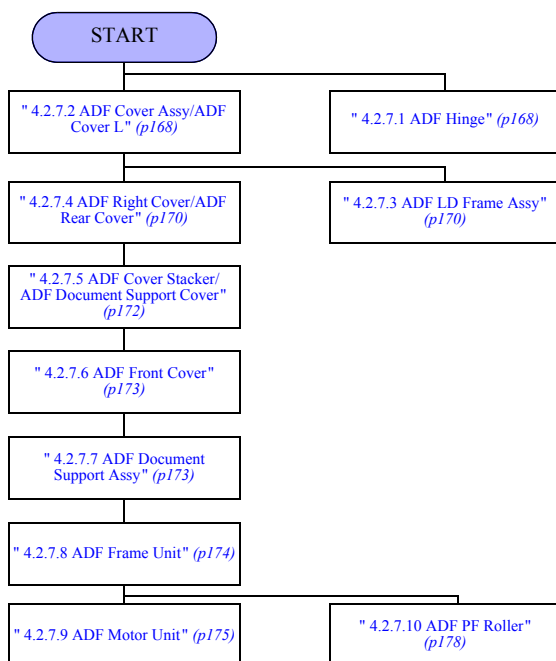 START
" 4.2.7.2 ADF Cover Assy/ADF
Cover L" (p168)
" 4.2.7.1 ADF Hinge" (p168)
" 4.2.7.4 ADF Right Cover/ADF
Rear Cover" (p170)
" 4.2.7.3 ADF LD Frame Assy"
(p170)
" 4.2.7.5 ADF Cover Stacker/
ADF Document Support Cover"
(p172)
" 4.2.7.6 ADF Front Cover"
(p173)
" 4.2.7.7 ADF Document
Support Assy" (p173)
" 4.2.7.8 ADF Frame Unit" (p174)
" 4.2.7.9 ADF Motor Unit" (p175)
" 4.2.7.10 ADF PF Roller"
(p178)